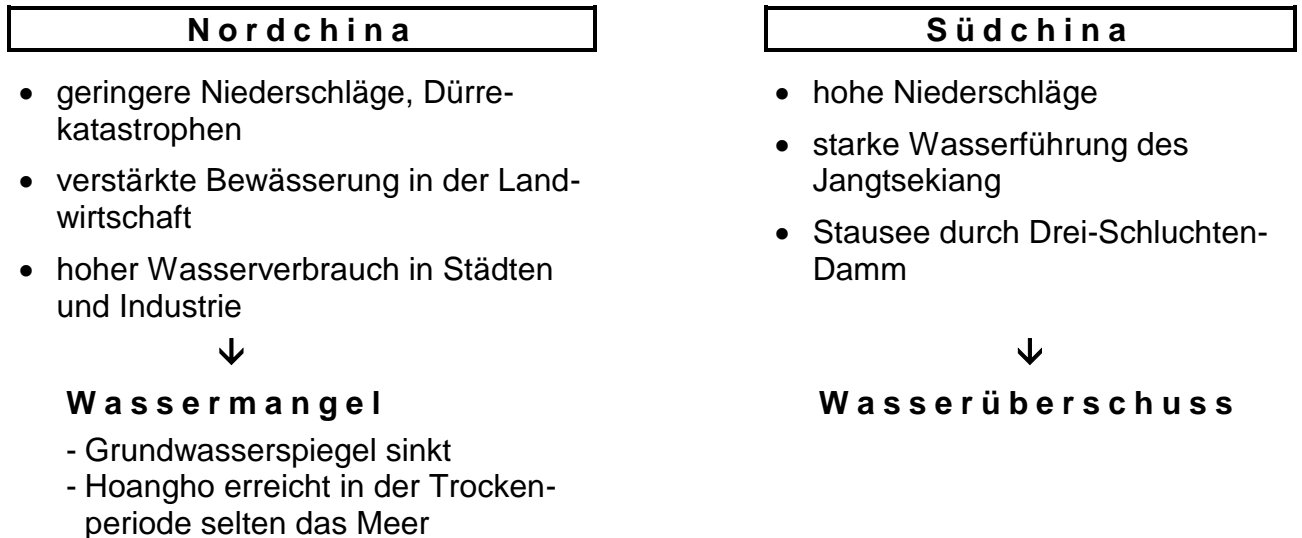 Nordchina
• geringere Niederschläge, Dürre-
katastrophen
• verstärkte Bewässerung in der Land-
wirtschaft
• hoher Wasserverbrauch in Städten
und Industrie
↓
Wassermangel
- Grundwasserspiegel sinkt
- Hoangho erreicht in der Trocken-
periode selten das Meer
Südchina
• hohe Niederschläge
• starke Wasserführung des
Jangtsekiang
• Stausee durch Drei-Schluchten-
Damm
↓
Wasserüberschuss